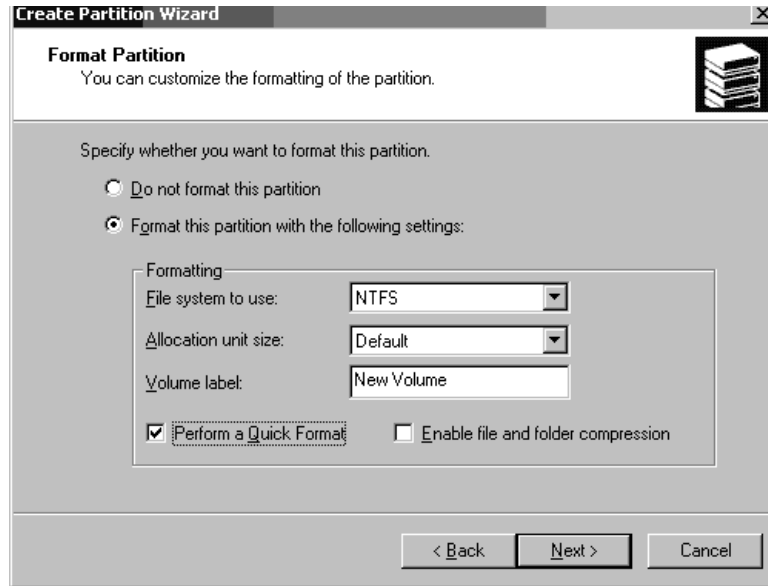 Create Partition Wizard
Format Partition
You can customize the formatting of the partition.
Specify whether you want to format this partition.
Do not format this partition
Format this partition with the following settings:
Formatting
File system to use:
NTFS
Allocation unit size:
Default
Volume label:
New Volume
Perform a Quick Format
Enable file and folder compression
< Back
Next >
Cancel